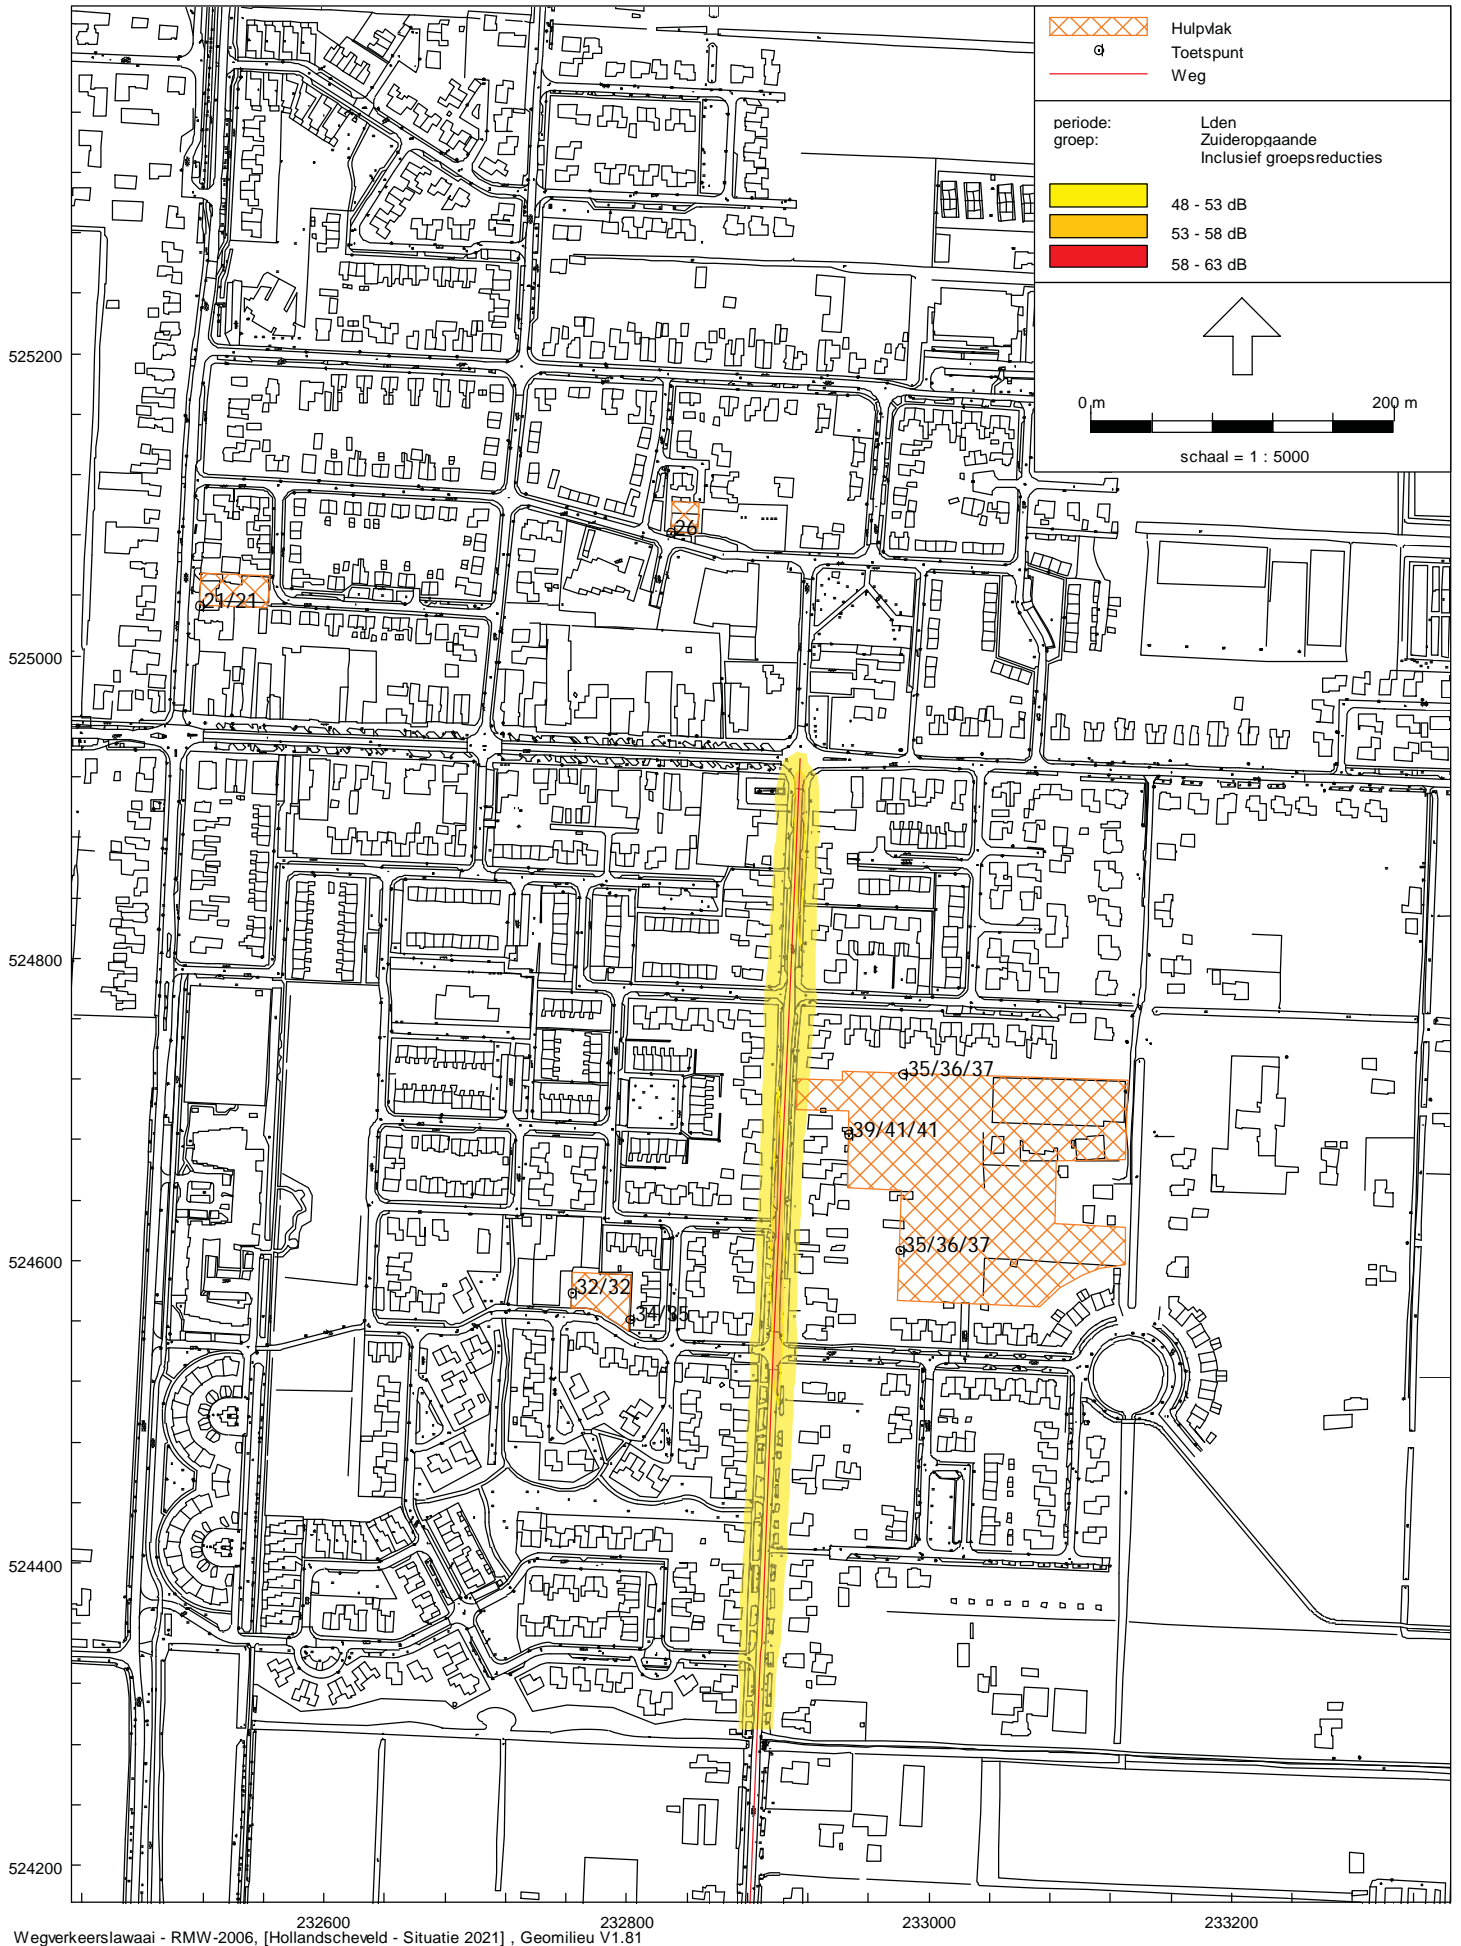 Hulpvlak
Toetspunt
Weg
periode: Lden
groep: Zuideropgaande
Inclusief groepsreducties
48 - 53 dB
53 - 58 dB
58 - 63 dB
0 m 200 m
schaal = 1 : 5000
525200
26
21/21
525000
524800
35/36/37
39/41/41
35/36/37
524600
32/32
34/35
524400
524200
232600 232800 233000 233200
Wegverkeerslawaai - RMW-2006, [Hollandscheveld - Situatie 2021] , Geomilieu V1.81